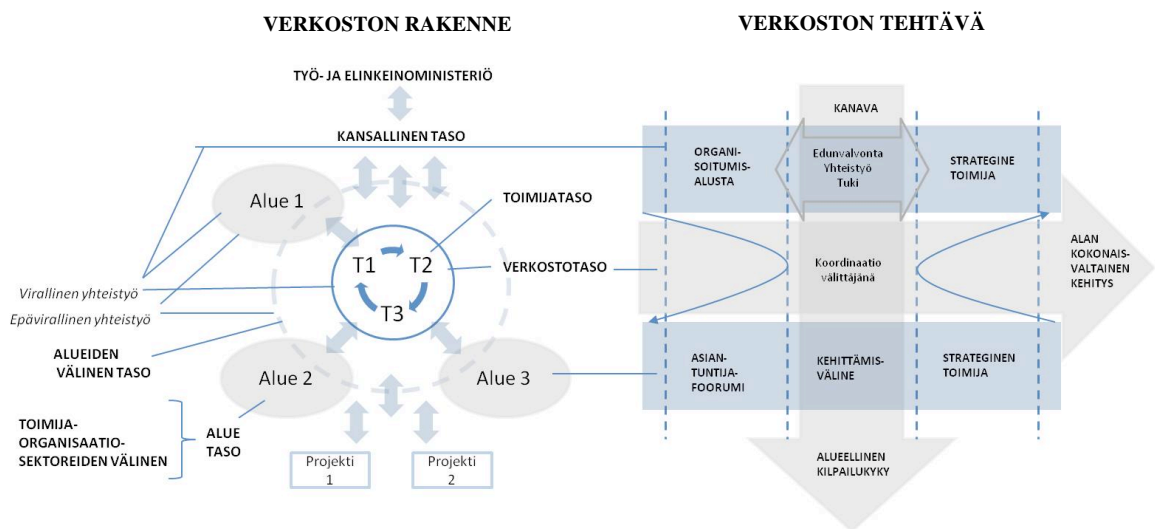 VERKOSTON RAKENNE
VERKOSTON TEHTÄVÄ
TYÖ- JA ELINKEINOMINISTERIÖ
KANSALLINEN TASO
Alue 1
TOIMIJATASO
T1
T2
T3
VERKOSTOTASO
Virallinen yhteistyö
Epävirallinen yhteistyö
ALUEIDEN
VÄLINEN TASO
Alue 2
Alue 3
TOIMIJA-
ORGANISAATIO-
SEKTOREIDEN VÄLINEN
ALUE
TASO
Projekti
1
Projekti
2
KANAVA
ORGANI-
SOITUMIS-
ALUSTA
Edunvalvonta
Yhteistyö
Tuki
STRATEGINE
TOIMIJA
Koordinaatio
välittäjänä
ALAN
KOKONAIS-
VALTAINEN
KEHITYS
ASIAN-
TUNTIJA-
FOORUMI
KEHITTÄMIS-
VÄLINE
STRATEGINEN
TOIMIJA
ALUEELLINEN
KILPAILUKYKY